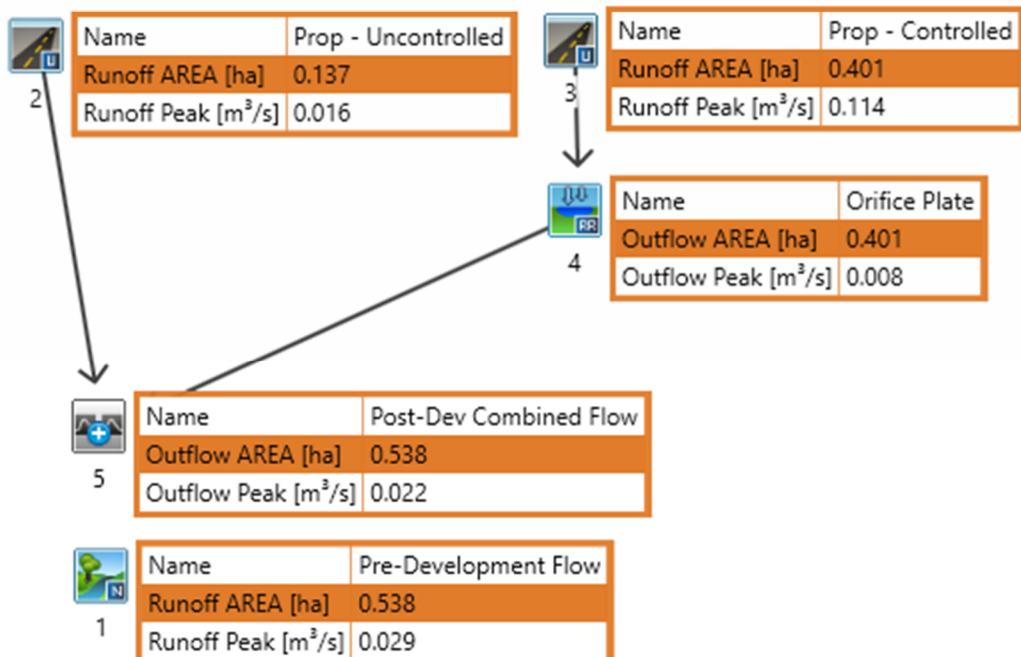 Name Prop - Uncontrolled
Runoff AREA [ha] 0.137
Runoff Peak [m³/s] 0.016
U
2
Name Prop - Controlled
Runoff AREA [ha] 0.401
Runoff Peak [m³/s] 0.114
U
3
Name Orifice Plate
Outflow AREA [ha] 0.401
Outflow Peak [m³/s] 0.008
RR
4
Name Post-Dev Combined Flow
Outflow AREA [ha] 0.538
Outflow Peak [m³/s] 0.022
5
Name Pre-Development Flow
Runoff AREA [ha] 0.538
Runoff Peak [m³/s] 0.029
N
1